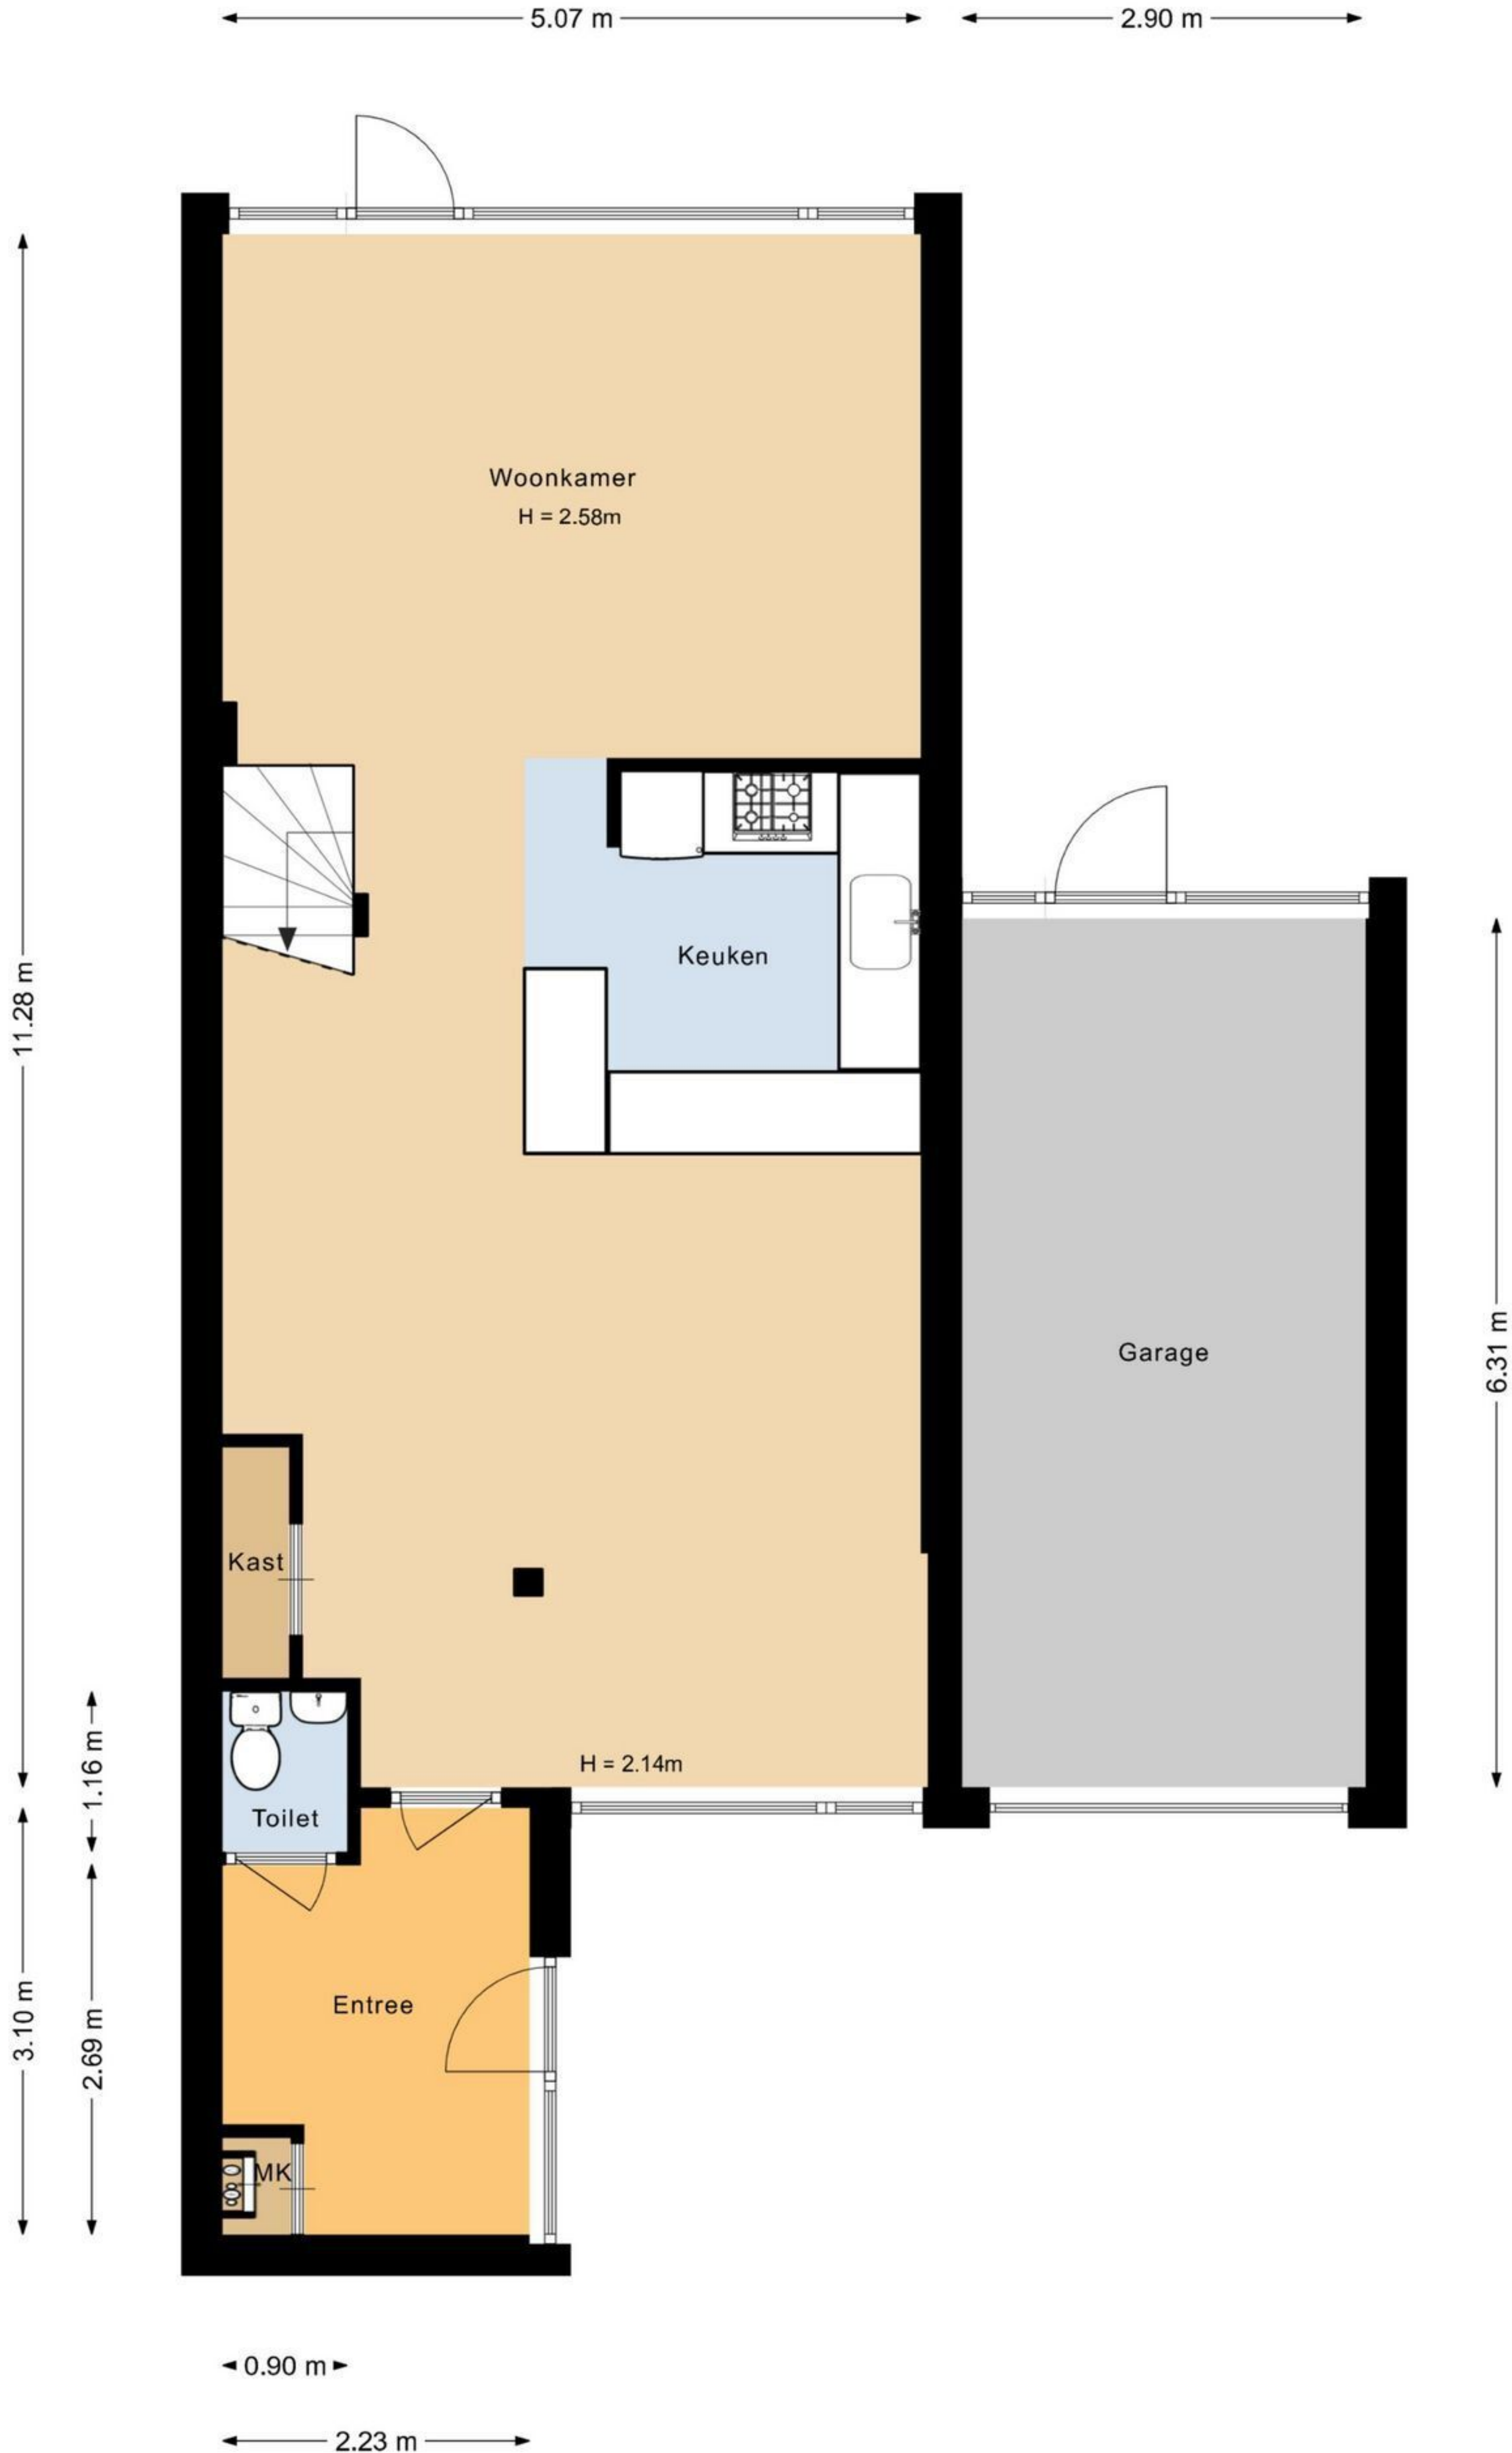 5.07 m
2.90 m
Woonkamer
H = 2.58m
Keuken
11.28 m
Garage
6.31 m
Kast
1.16 m
H = 2.14m
Toilet
Entree
3.10 m
2.69 m
MK
0.90 m
2.23 m